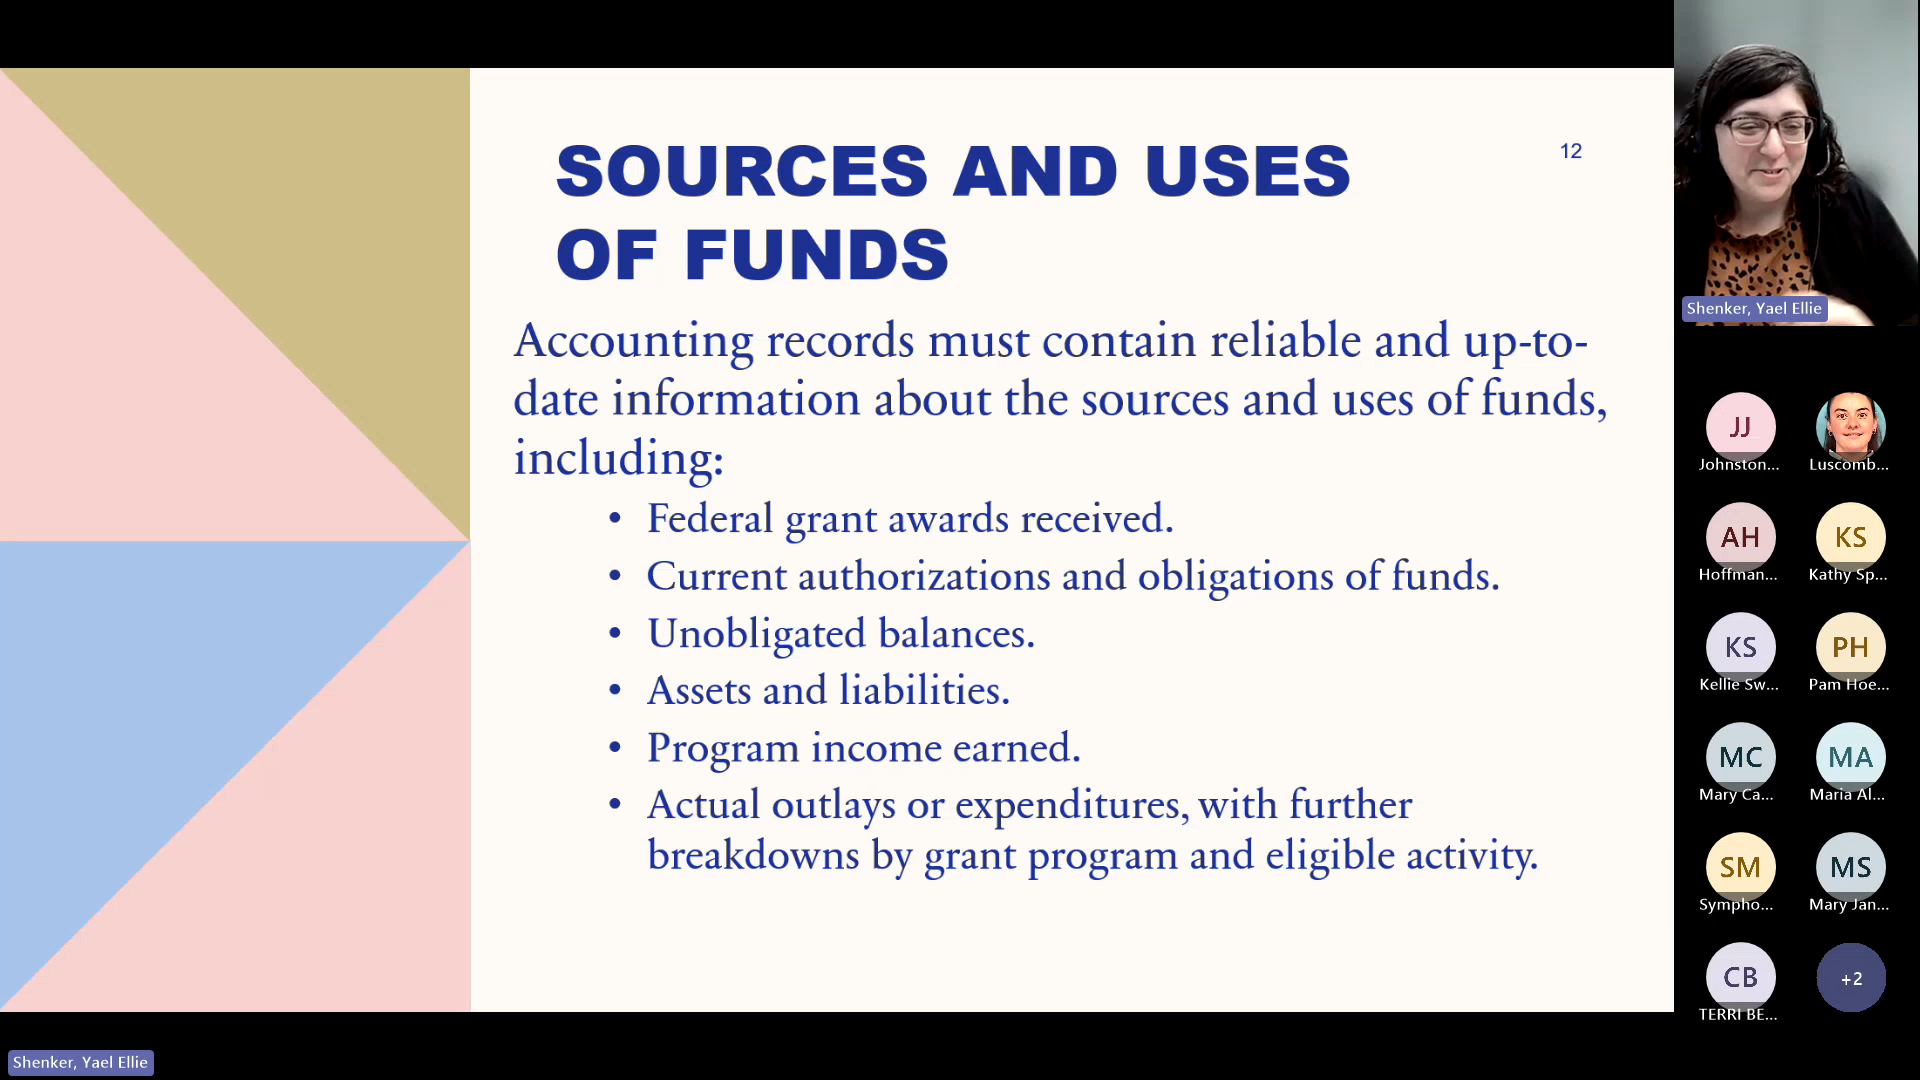 SOURCES AND USES
OF FUNDS
12
Accounting records must contain reliable and up-to-
date information about the sources and uses of funds,
including:
• Federal grant awards received.
• Current authorizations and obligations of funds.
• Unobligated balances.
• Assets and liabilities.
• Program income earned.
• Actual outlays or expenditures, with further
breakdowns by grant program and eligible activity.
Shenker, Yael Ellie
JJ
Johnston...
Luscomb...
AH
Hoffman...
KS
Kathy Sp...
KS
Kellie Sw...
PH
Pam Hoe...
MC
Mary Ca...
MA
Maria Al...
SM
Sympho...
MS
Mary Jan...
CB
TERRI BE...
+2
Shenker, Yael Ellie